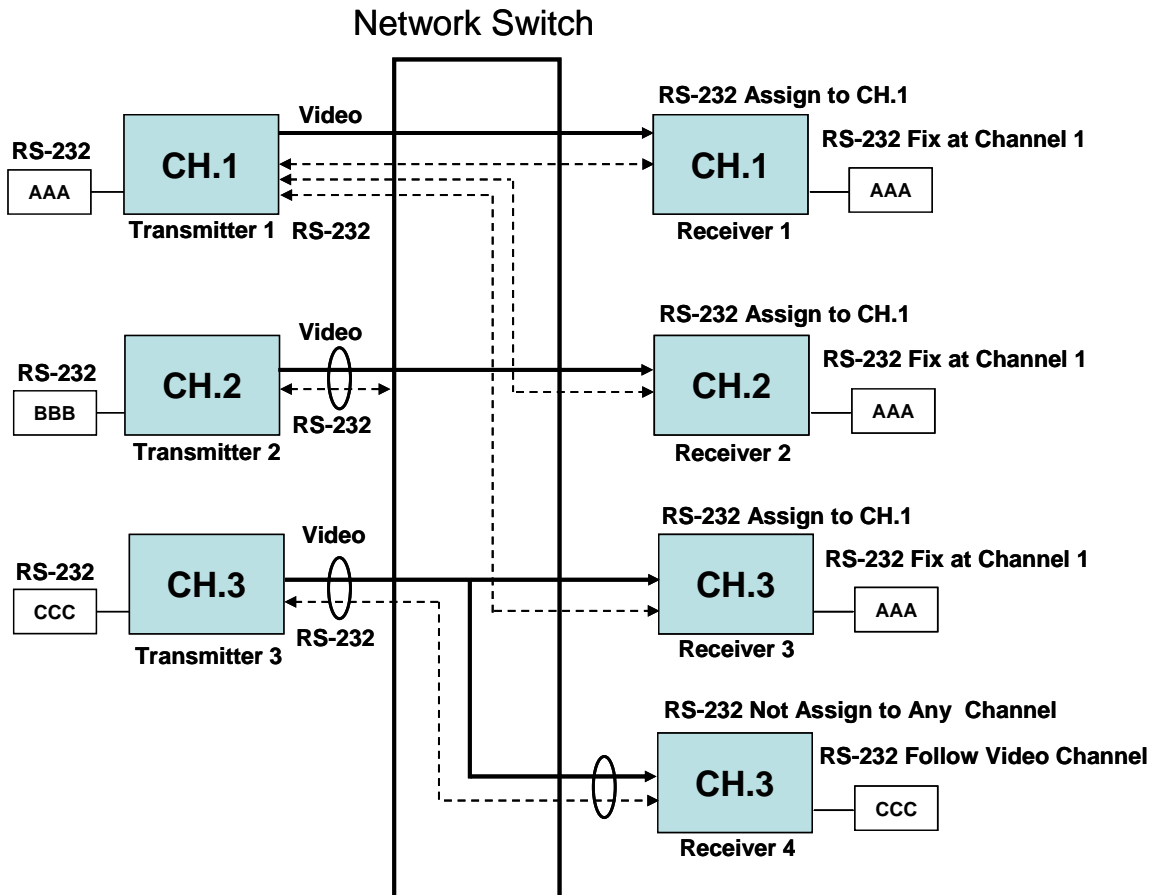 Network Switch
RS-232 Assign to CH.1
Video
RS-232 Fix at Channel 1
RS-232
CH.1
CH.1
AAA
AAA
Transmitter 1
RS-232
Receiver 1
RS-232 Assign to CH.1
Video
RS-232 Fix at Channel 1
RS-232
CH.2
CH.2
BBB
AAA
RS-232
Transmitter 2
Receiver 2
RS-232 Assign to CH.1
Video
RS-232 Fix at Channel 1
RS-232
CH.3
CH.3
CCC
AAA
RS-232
Transmitter 3
Receiver 3
RS-232 Not Assign to Any Channel
RS-232 Follow Video Channel
CH.3
CCC
Receiver 4